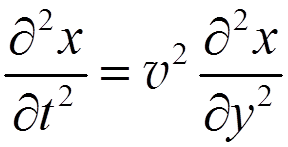 ∂²x/∂t² = v² ∂²x/∂y²